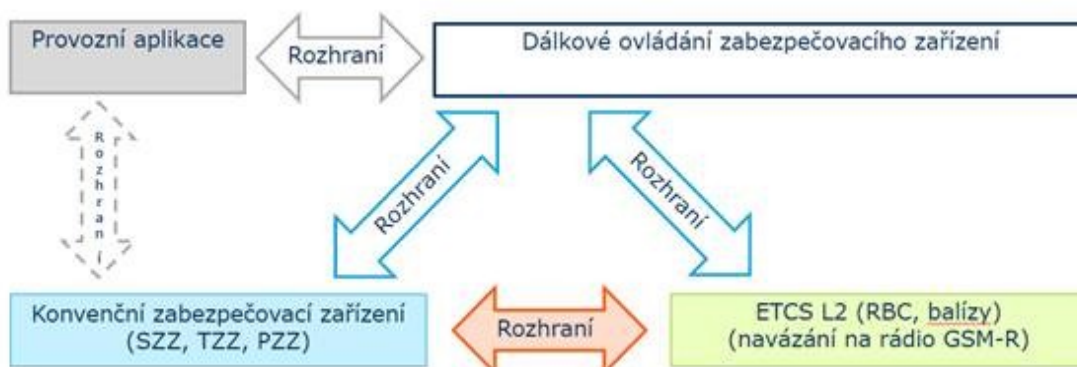 Provozní aplikace
Rozhraní
Dálkové ovládání zabezpečovacího zařízení
Rozhraní
Rozhraní
Rozhraní
Konvenční zabezpečovací zařízení
(SZZ, TZZ, PZZ)
Rozhraní
ETCS L2 (RBC, balízy)
(navázání na rádio GSM-R)